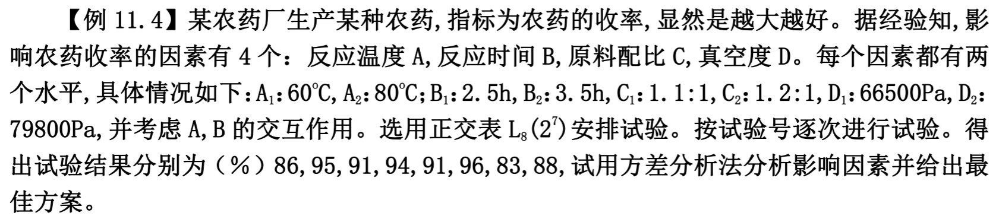 【例 11.4】某农药厂生产某种农药,指标为农药的收率,显然是越大越好。据经验知,影
响农药收率的因素有 4 个：反应温度 A,反应时间 B,原料配比 C,真空度 D。每个因素都有两
个水平,具体情况如下:A₁:60℃,A₂:80℃;B₁:2.5h,B₂:3.5h,C₁:1.1:1,C₂:1.2:1,D₁:66500Pa,D₂:
79800Pa,并考虑 A,B 的交互作用。选用正交表 L₈(2⁷)安排试验。按试验号逐次进行试验。得
出试验结果分别为（%）86,95,91,94,91,96,83,88,试用方差分析法分析影响因素并给出最
佳方案。